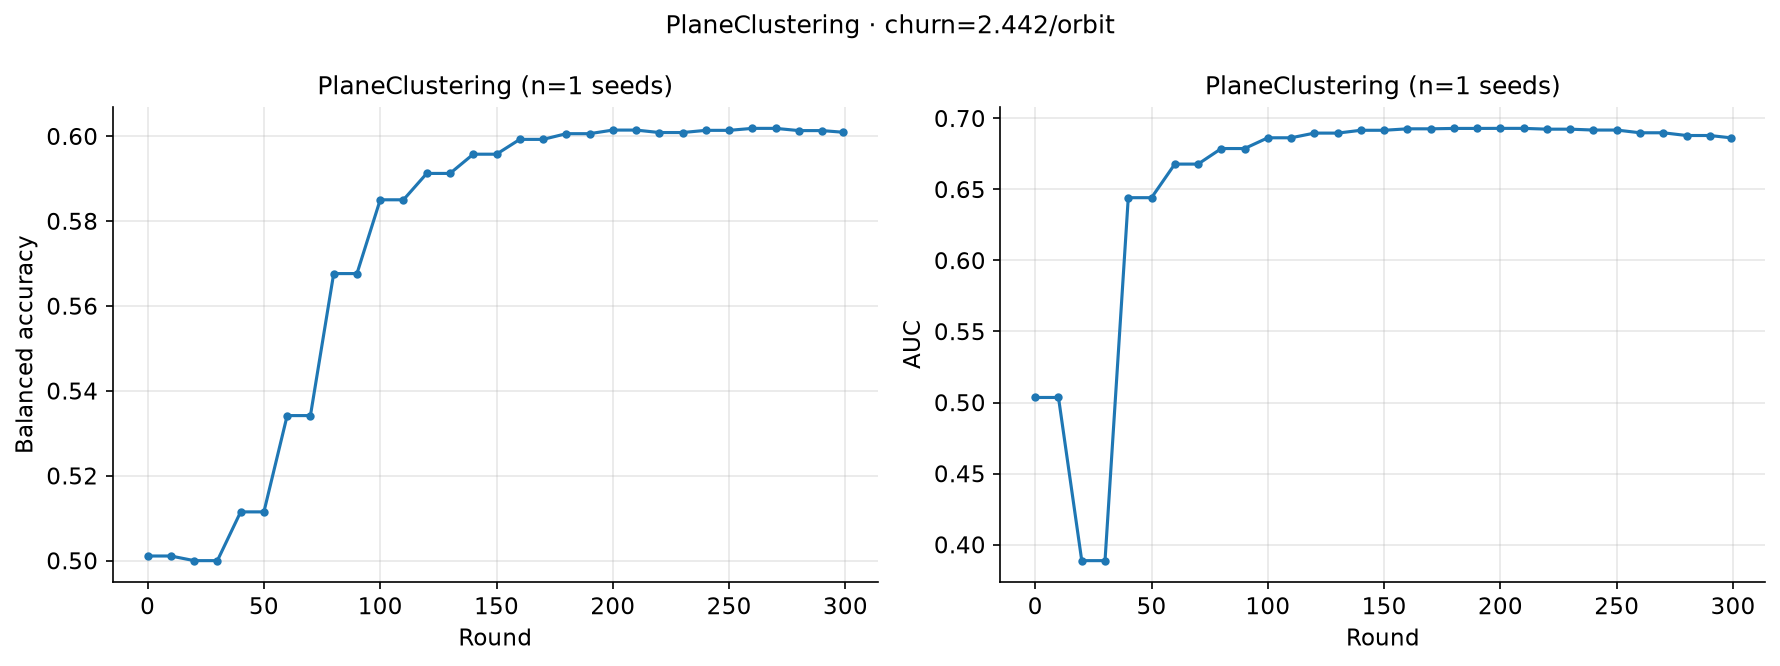 PlaneClustering · churn=2.442/orbit
PlaneClustering (n=1 seeds)
Balanced accuracy
0.60
0.58
0.56
0.54
0.52
0.50
0 50 100 150 200 250 300
Round
PlaneClustering (n=1 seeds)
AUC
0.70
0.65
0.60
0.55
0.50
0.45
0.40
0 50 100 150 200 250 300
Round